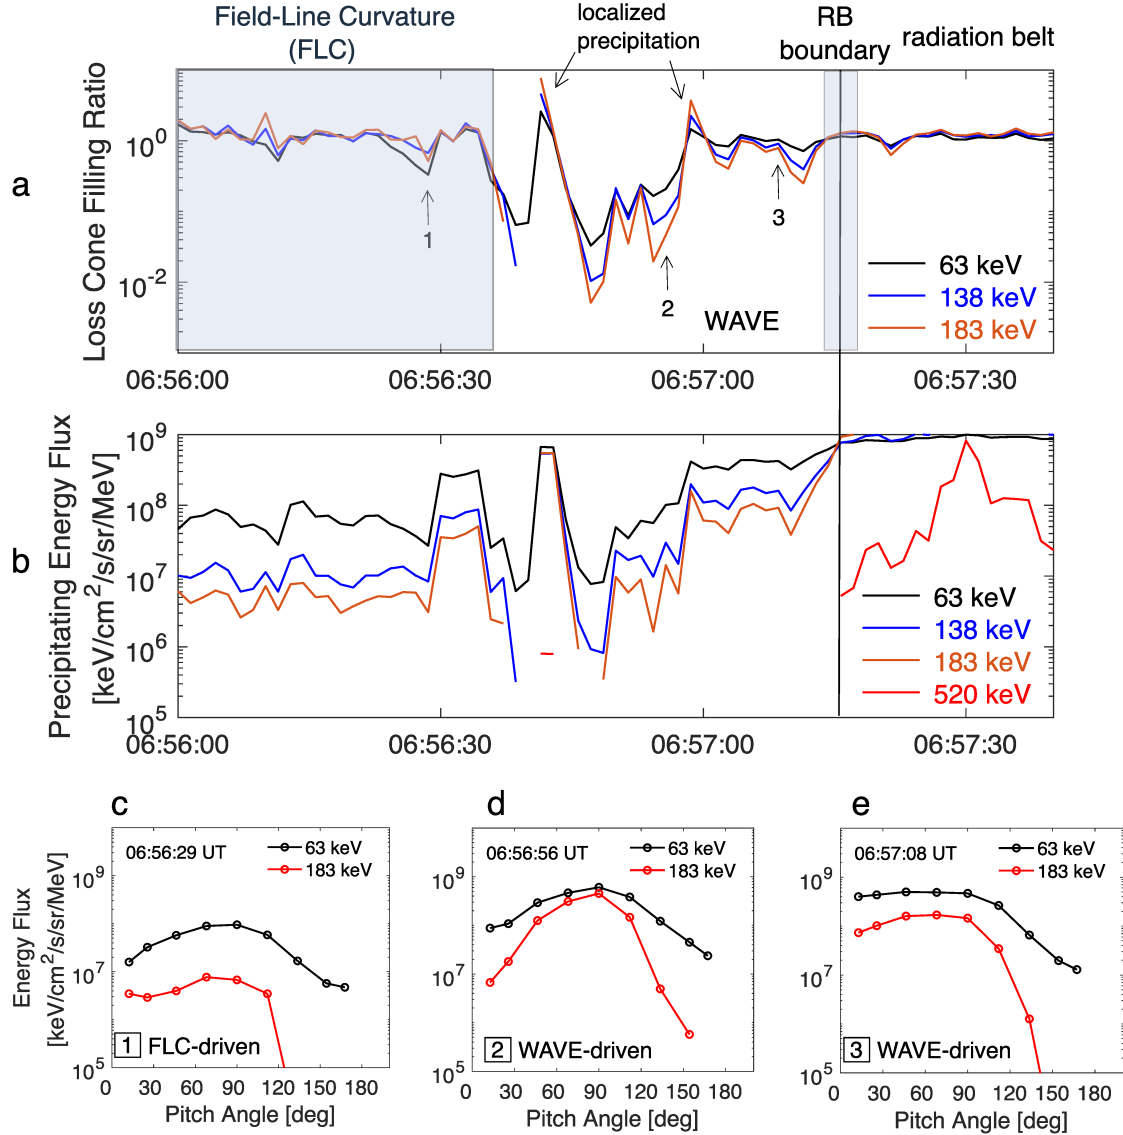 Field-Line Curvature
(FLC)
localized
precipitation
RB
boundary
radiation belt
a
Loss Cone Filling Ratio
10^0
10^-2
1
2
3
WAVE
63 keV
138 keV
183 keV
06:56:00
06:56:30
06:57:00
06:57:30
b
Precipitating Energy Flux
[keV/cm^2/s/sr/MeV]
10^9
10^8
10^7
10^6
10^5
63 keV
138 keV
183 keV
520 keV
06:56:00
06:56:30
06:57:00
06:57:30
c
Energy Flux
[keV/cm^2/s/sr/MeV]
06:56:29 UT
63 keV
183 keV
10^9
10^7
10^5
1 FLC-driven
0 30 60 90 120 150 180
Pitch Angle [deg]
d
06:56:56 UT
63 keV
183 keV
10^9
10^7
10^5
2 WAVE-driven
0 30 60 90 120 150 180
Pitch Angle [deg]
e
06:57:08 UT
63 keV
183 keV
10^9
10^7
10^5
3 WAVE-driven
0 30 60 90 120 150 180
Pitch Angle [deg]